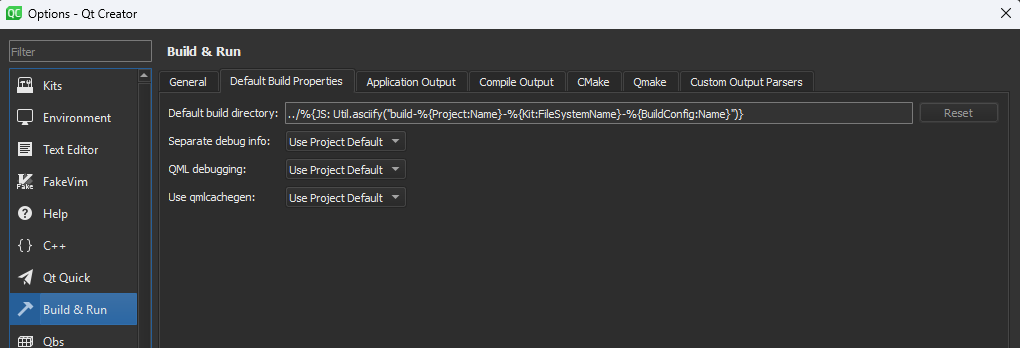 QC Options - Qt Creator
Filter
Build & Run
Kits
Environment
Text Editor
Fake FakeVim
Help
{} C++
Qt Quick
Build & Run
Qbs
General Default Build Properties Application Output Compile Output CMake Qmake Custom Output Parsers
Default build directory: ../%{JS: Util.asciify("build-%{Project:Name}-%{Kit:FileSystemName}-%{BuildConfig:Name}")} Reset
Separate debug info: Use Project Default
QML debugging: Use Project Default
Use qmlcachegen: Use Project Default